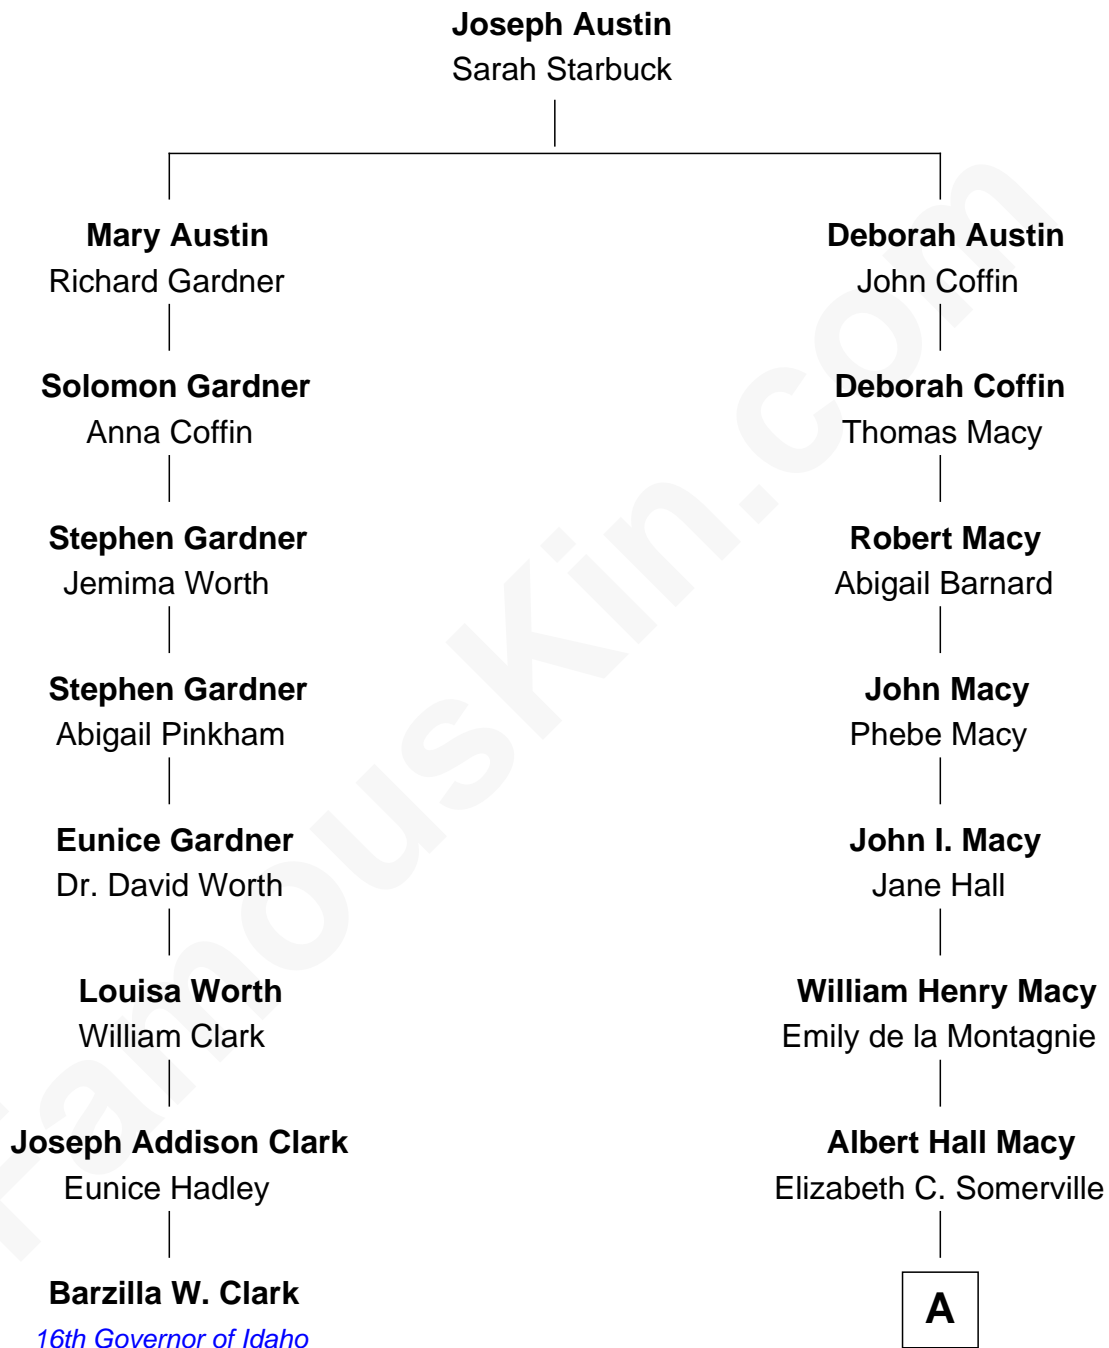 Joseph Austin
Sarah Starbuck
Mary Austin
Richard Gardner
Deborah Austin
John Coffin
Solomon Gardner
Anna Coffin
Deborah Coffin
Thomas Macy
Stephen Gardner
Jemima Worth
Robert Macy
Abigail Barnard
Stephen Gardner
Abigail Pinkham
John Macy
Phebe Macy
Eunice Gardner
Dr. David Worth
John I. Macy
Jane Hall
Louisa Worth
William Clark
William Henry Macy
Emily de la Montagnie
Joseph Addison Clark
Eunice Hadley
Albert Hall Macy
Elizabeth C. Somerville
Barzilla W. Clark
16th Governor of Idaho
A
FamousKin.com